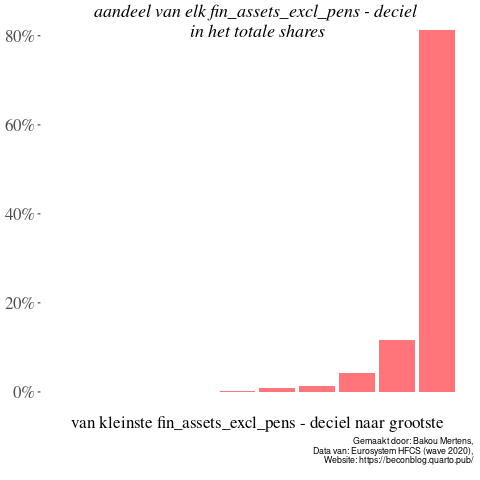 aandeel van elk fin_assets_excl_pens - deciel
in het totale shares
80%
60%
40%
20%
0%
van kleinste fin_assets_excl_pens - deciel naar grootste
Gemaakt door: Bakou Mertens,
Data van: Eurosystem HFCS (wave 2020),
Website: https://beconblog.quarto.pub/